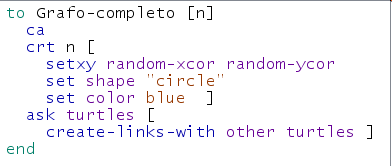 to Grafo-completo [n]
ca
crt n [
setxy random-xcor random-ycor
set shape "circle"
set color blue ]
ask turtles [
create-links-with other turtles ]
end